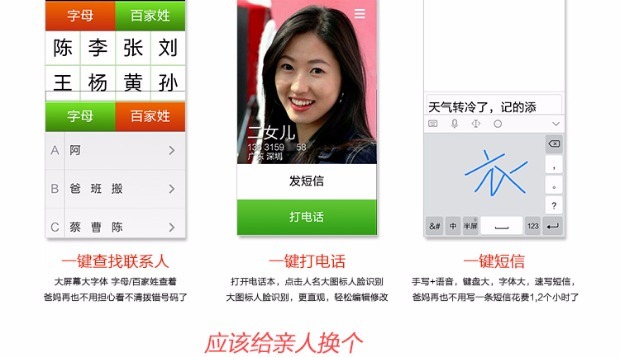 字母 百家姓
陈 李 张 刘
王 杨 黄 孙
字母 百家姓
A 阿
B 爸 班 搬
C 蔡 曹 陈
二女儿
广东 深圳
发短信
打电话
天气转冷了，记的添
，
。
?
&# 中 半屏 123
一键查找联系人
大屏幕大字体 字母/百家姓查着
爸妈再也不用担心看不清拨错号码了
一键打电话
打开电话本，点击人名大图标人脸识别
大图标人脸识别，更直观，轻松编辑修改
一键短信
手写+语音，键盘大，字体大，速写短信，
爸妈再也不用写一条短信花费1,2个小时了
应该给亲人换个